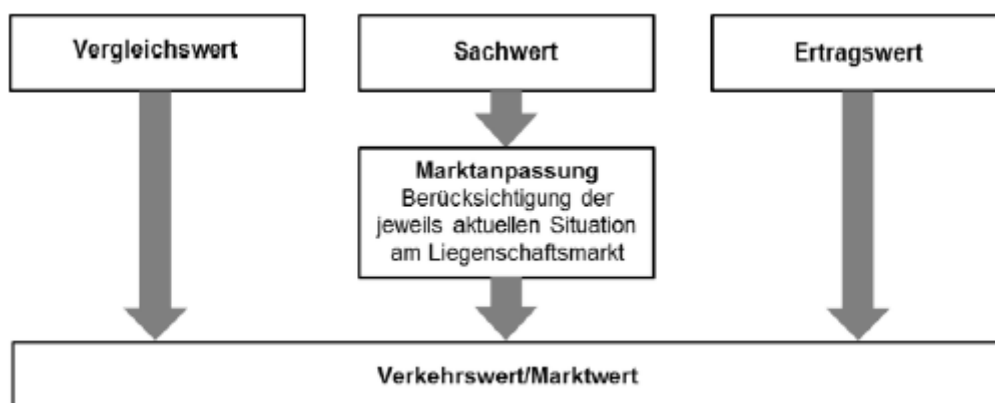 Vergleichswert
Sachwert
Ertragswert
Marktanpassung
Berücksichtigung der
jeweils aktuellen Situation
am Liegenschaftsmarkt
Verkehrswert/Marktwert